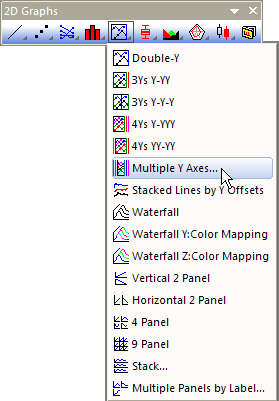 2D Graphs
Double-Y
3Ys Y-YY
3Ys Y-Y-Y
4Ys Y-YYY
4Ys YY-YY
Multiple Y Axes...
Stacked Lines by Y Offsets
Waterfall
Waterfall Y:Color Mapping
Waterfall Z:Color Mapping
Vertical 2 Panel
Horizontal 2 Panel
4 Panel
9 Panel
Stack...
Multiple Panels by Label...